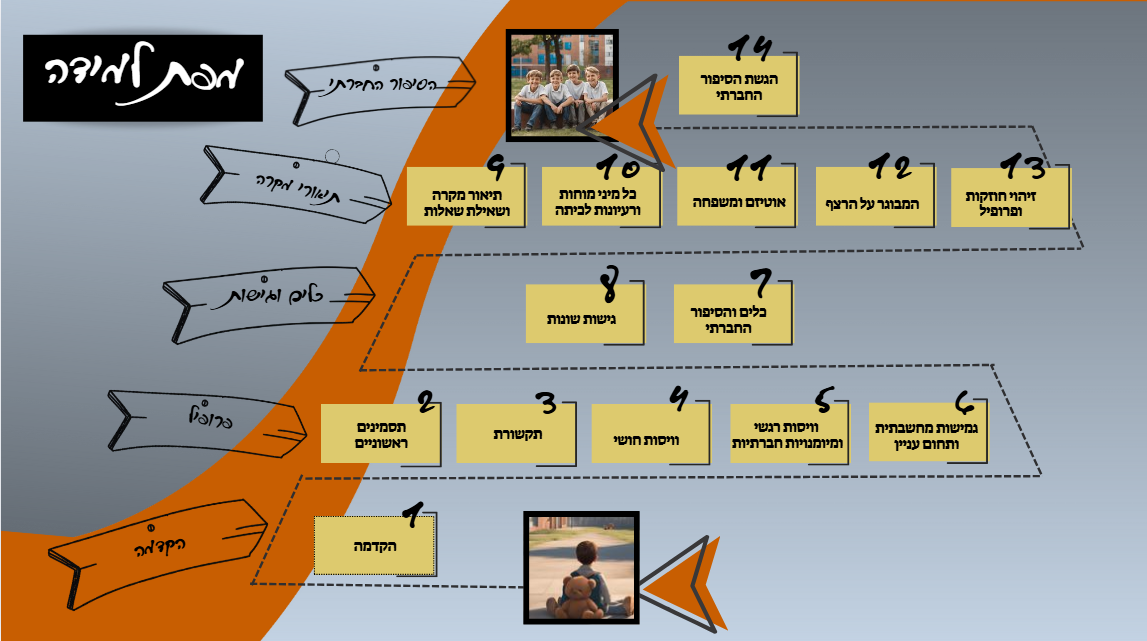 מפת למידה
הסיפור החברתי
14
הגשת הסיפור
החברתי
תיאורי מקרה
9
תיאור מקרה
ושאילת שאלות
10
כל מיני מוחות
ורעיונות לכיתה
11
אוטיזם ומשפחה
12
המבוגר על הרצף
13
זיהוי חוזקות
ופרופיל
כלים וגישות
8
גישות שונות
7
כלים והסיפור
החברתי
פרופיל
2
תסמינים
ראשוניים
3
תקשורת
4
וויסות חושי
5
וויסות רגשי
ומיומנויות חברתיות
6
גמישות מחשבתית
ותחום עניין
הקדמה
1
הקדמה